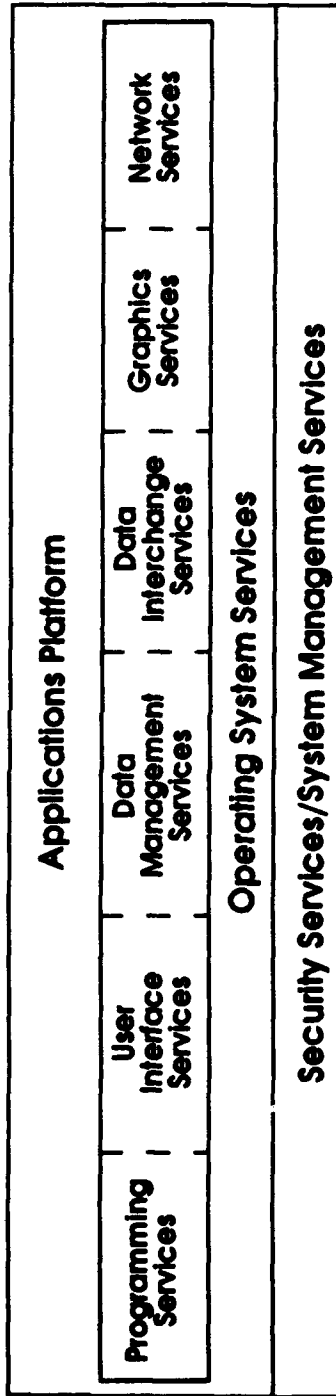 Applications Platform
Programming
Services
User
Interface
Services
Data
Management
Services
Data
Interchange
Services
Graphics
Services
Network
Services
Operating System Services
Security Services/System Management Services